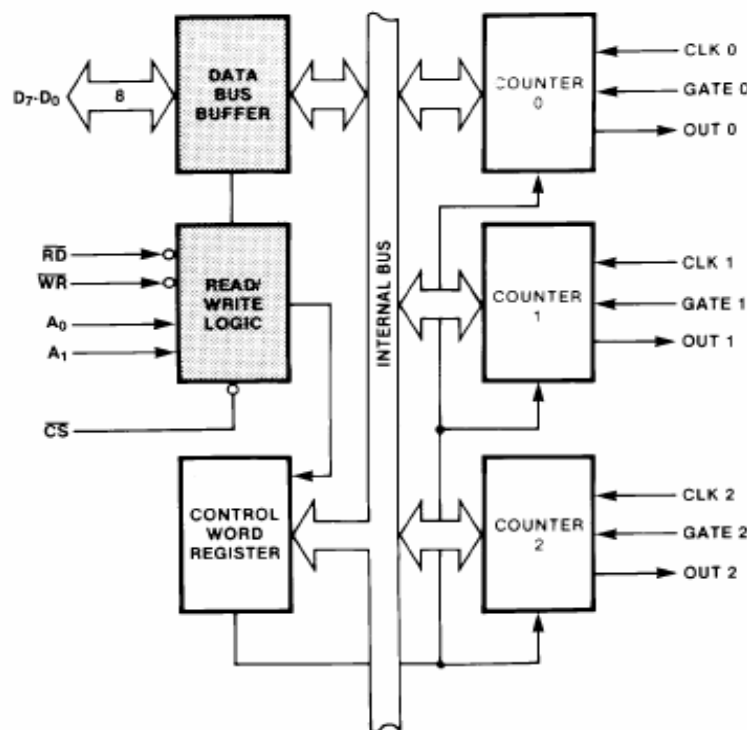 D7-D0
8
DATA
BUS
BUFFER
COUNTER
0
CLK 0
GATE 0
OUT 0
RD
WR
A0
A1
CS
READ/
WRITE
LOGIC
INTERNAL BUS
COUNTER
1
CLK 1
GATE 1
OUT 1
CONTROL
WORD
REGISTER
COUNTER
2
CLK 2
GATE 2
OUT 2